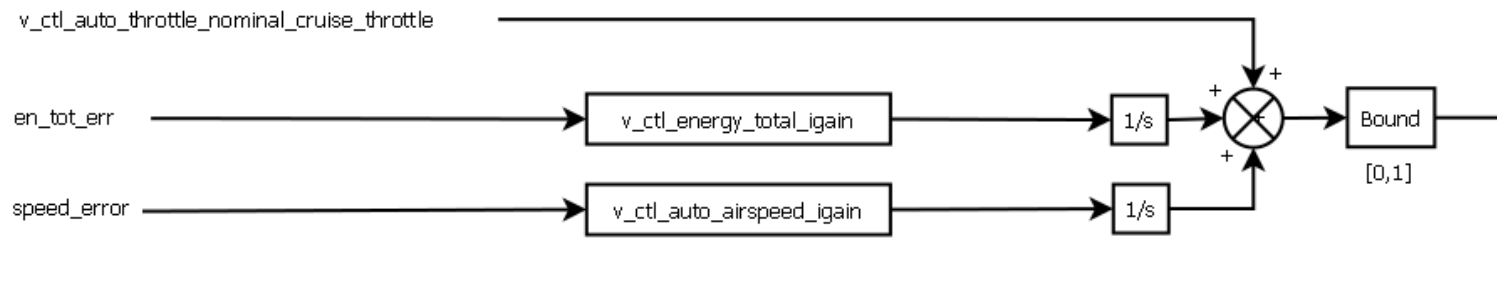 v_ctl_auto_throttle_nominal_cruise_throttle
+
+
en_tot_err
v_ctl_energy_total_igain
1/s
+
Bound
+
[0,1]
speed_error
v_ctl_auto_airspeed_igain
1/s